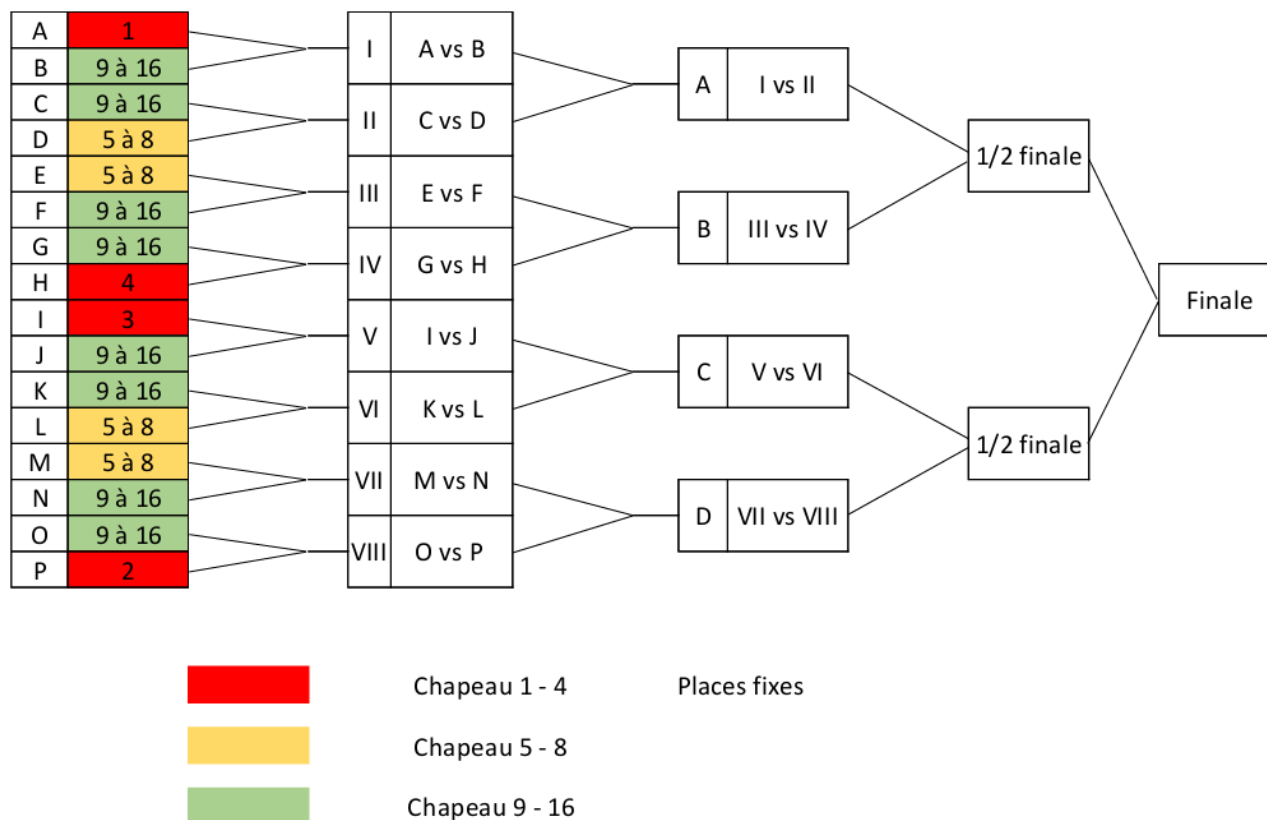 A 1
B 9 à 16
C 9 à 16
D 5 à 8
E 5 à 8
F 9 à 16
G 9 à 16
H 4
I 3
J 9 à 16
K 9 à 16
L 5 à 8
M 5 à 8
N 9 à 16
O 9 à 16
P 2
I A vs B
II C vs D
III E vs F
IV G vs H
V I vs J
VI K vs L
VII M vs N
VIII O vs P
A I vs II
B III vs IV
C V vs VI
D VII vs VIII
1/2 finale
1/2 finale
Finale
Chapeau 1 - 4 Places fixes
Chapeau 5 - 8
Chapeau 9 - 16